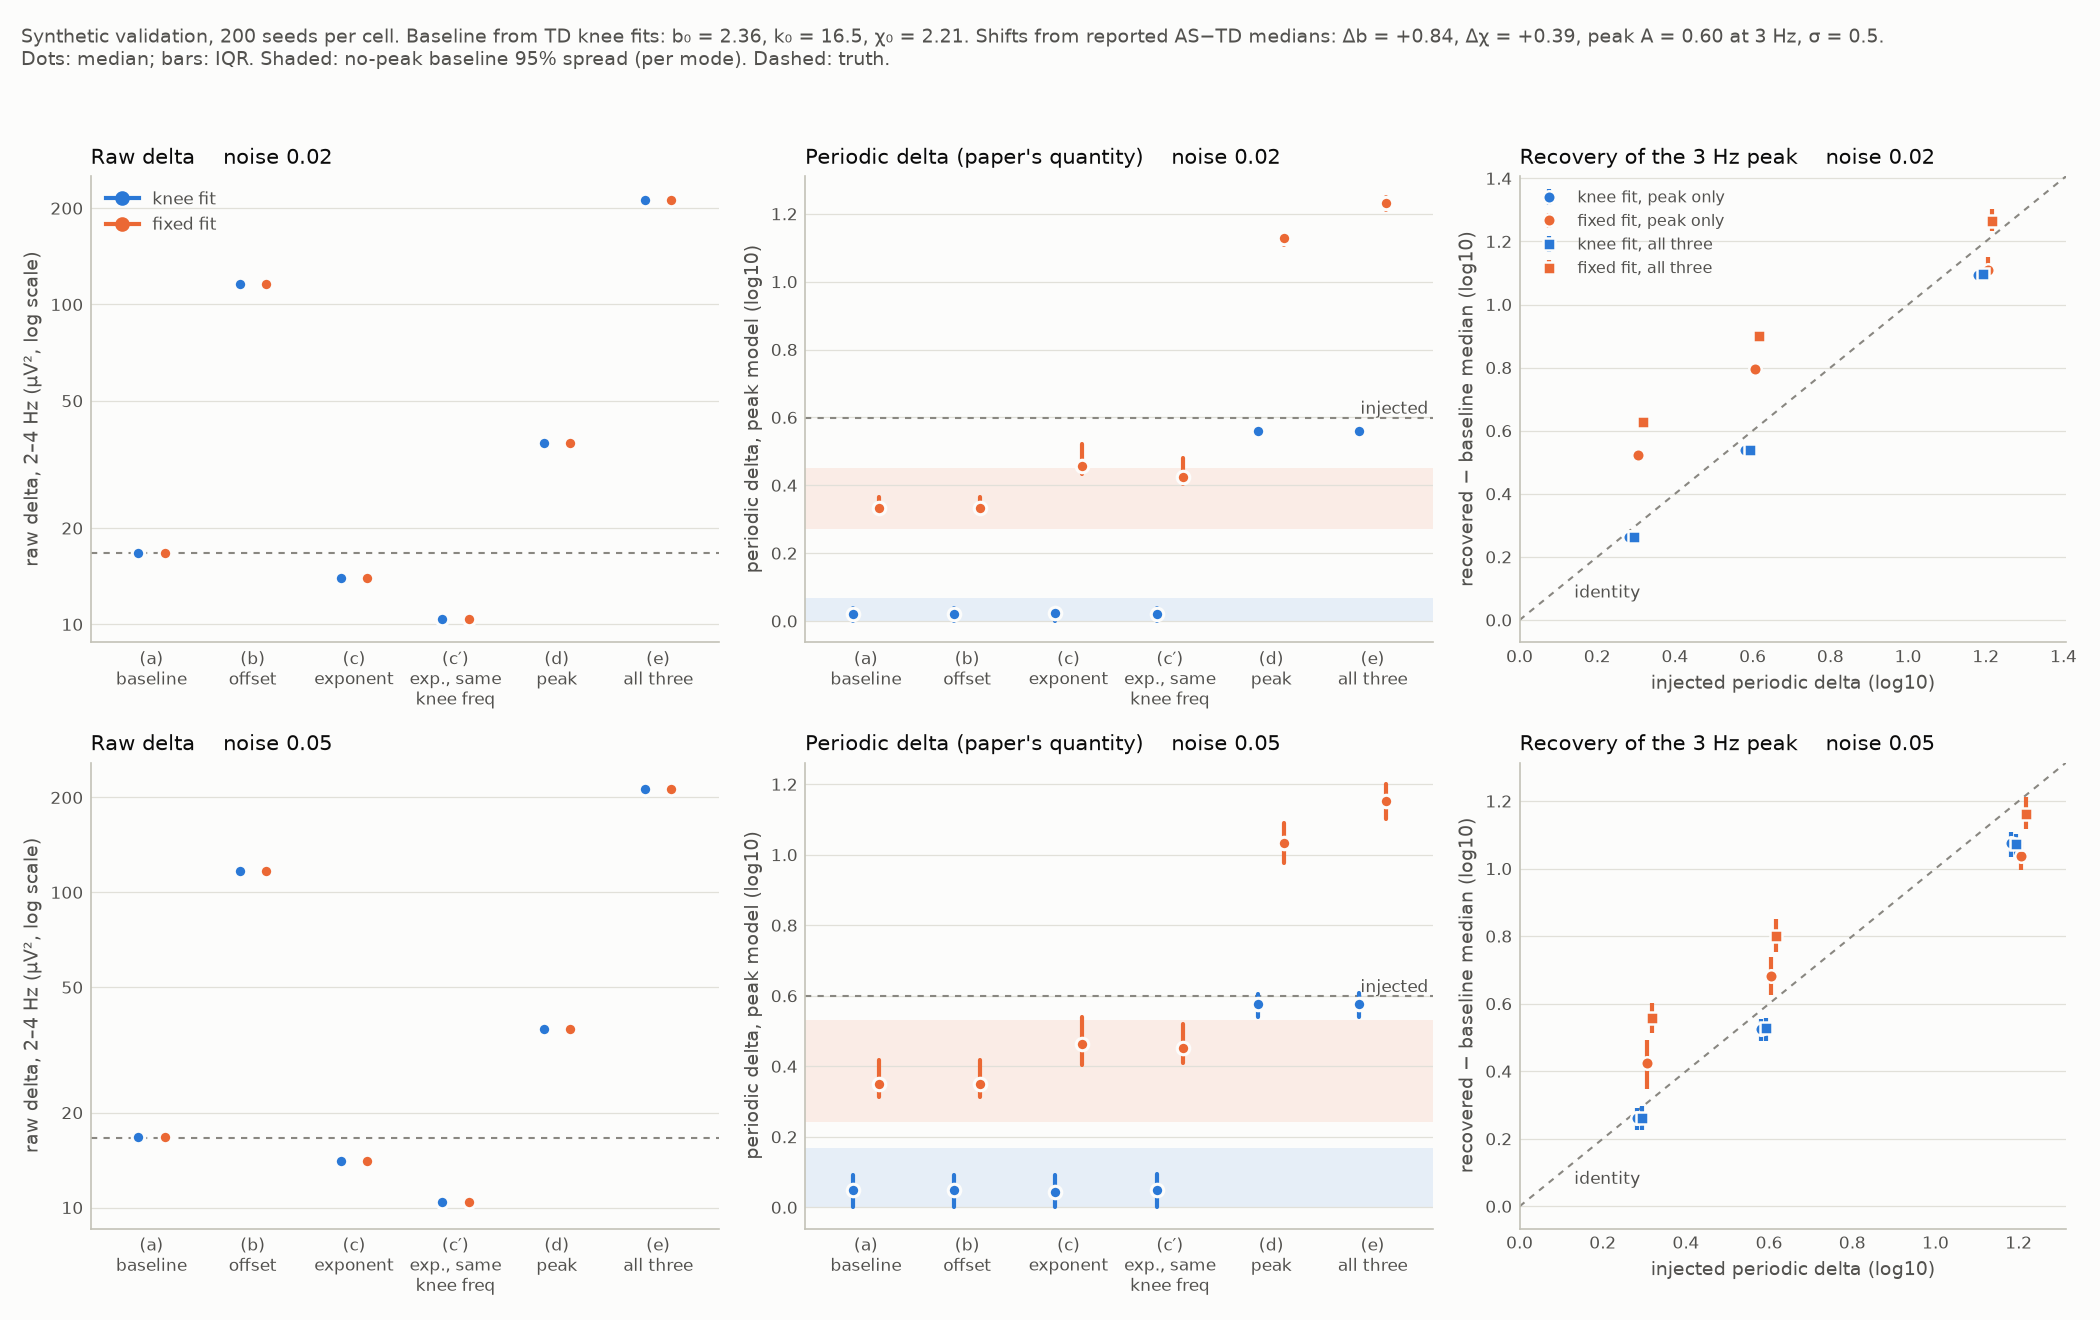 Synthetic validation, 200 seeds per cell. Baseline from TD knee fits: b₀ = 2.36, k₀ = 16.5, χ₀ = 2.21. Shifts from reported AS−TD medians: Δb = +0.84, Δχ = +0.39, peak A = 0.60 at 3 Hz, σ = 0.5.
Dots: median; bars: IQR. Shaded: no-peak baseline 95% spread (per mode). Dashed: truth.
Raw delta noise 0.02
knee fit
fixed fit
raw delta, 2–4 Hz (μV², log scale)
200
100
50
20
10
(a)
baseline
(b)
offset
(c)
exponent
(c′)
exp., same
knee freq
(d)
peak
(e)
all three
Periodic delta (paper's quantity) noise 0.02
periodic delta, peak model (log10)
1.2
1.0
0.8
0.6
0.4
0.2
0.0
injected
(a)
baseline
(b)
offset
(c)
exponent
(c′)
exp., same
knee freq
(d)
peak
(e)
all three
Recovery of the 3 Hz peak noise 0.02
knee fit, peak only
fixed fit, peak only
knee fit, all three
fixed fit, all three
recovered − baseline median (log10)
1.4
1.2
1.0
0.8
0.6
0.4
0.2
0.0
identity
0.0 0.2 0.4 0.6 0.8 1.0 1.2 1.4
injected periodic delta (log10)
Raw delta noise 0.05
raw delta, 2–4 Hz (μV², log scale)
200
100
50
20
10
(a)
baseline
(b)
offset
(c)
exponent
(c′)
exp., same
knee freq
(d)
peak
(e)
all three
Periodic delta (paper's quantity) noise 0.05
periodic delta, peak model (log10)
1.2
1.0
0.8
0.6
0.4
0.2
0.0
injected
(a)
baseline
(b)
offset
(c)
exponent
(c′)
exp., same
knee freq
(d)
peak
(e)
all three
Recovery of the 3 Hz peak noise 0.05
recovered − baseline median (log10)
1.2
1.0
0.8
0.6
0.4
0.2
0.0
identity
0.0 0.2 0.4 0.6 0.8 1.0 1.2
injected periodic delta (log10)